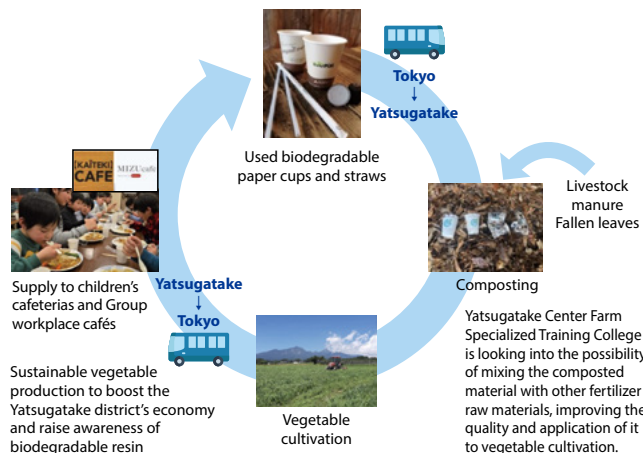 Tokyo
Yatsugatake
Used biodegradable
paper cups and straws
Livestock
manure
Fallen leaves
Composting
Yatsugatake Center Farm
Specialized Training College
is looking into the possibility
of mixing the composted
material with other fertilizer
raw materials, improving the
quality and application of it
to vegetable cultivation.
Vegetable
cultivation
Yatsugatake
Tokyo
KAITEKI
CAFE
MIZUcafé
Supply to children's
cafeterias and Group
workplace cafés
Sustainable vegetable
production to boost the
Yatsugatake district's economy
and raise awareness of
biodegradable resin